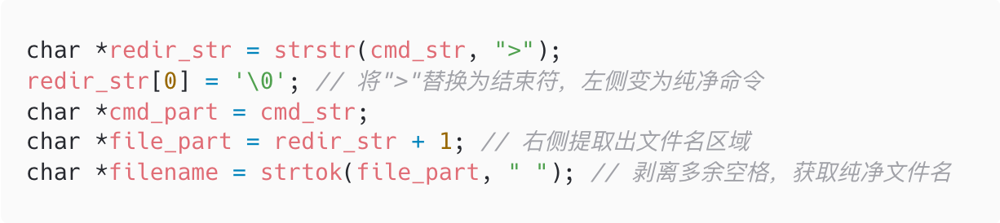 char *redir_str = strstr(cmd_str, ">");
redir_str[0] = '\0'; // 将">"替换为结束符，左侧变为纯净命令
char *cmd_part = cmd_str;
char *file_part = redir_str + 1; // 右侧提取出文件名区域
char *filename = strtok(file_part, " "); // 剥离多余空格，获取纯净文件名